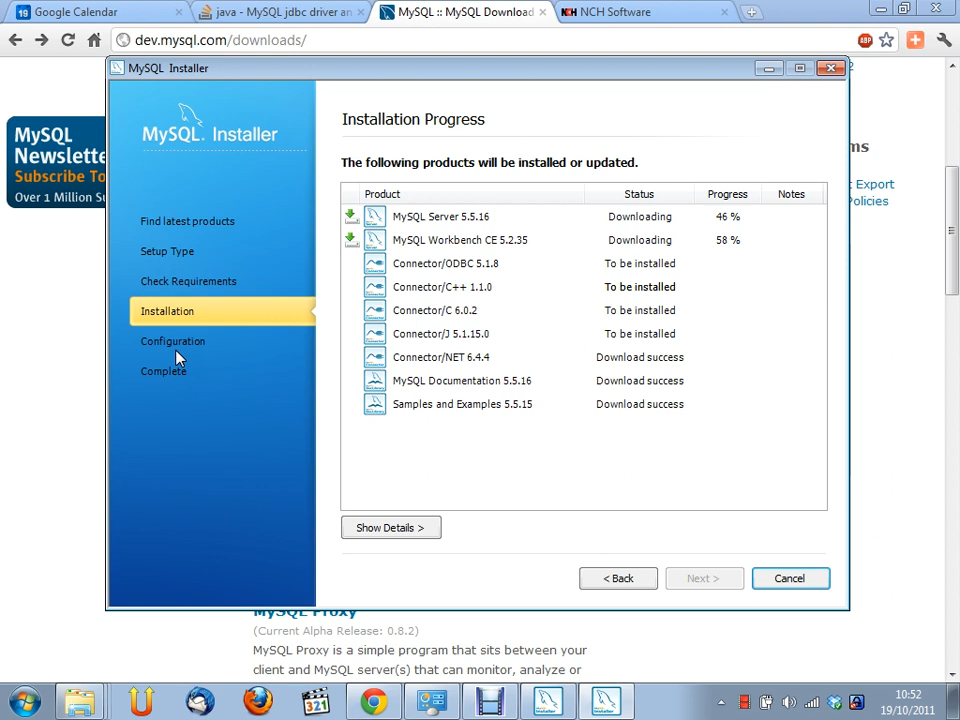 19 Google Calendar
java - MySQL jdbc driver an
MySQL :: MySQL Download
NCH NCH Software
dev.mysql.com/downloads/
ABP
MySQL Installer
MySQL
Newslette
Subscribe To
Over 1 Million Su
ms
t Export
Policies
MySQL Installer
Find latest products
Setup Type
Check Requirements
Installation
Configuration
Complete
Installation Progress
The following products will be installed or updated.
Product Status Progress Notes
MySQL Server 5.5.16 Downloading 46 %
MySQL Workbench CE 5.2.35 Downloading 58 %
Connector/ODBC 5.1.8 To be installed
Connector/C++ 1.1.0 To be installed
Connector/C 6.0.2 To be installed
Connector/J 5.1.15.0 To be installed
Connector/NET 6.4.4 Download success
MySQL Documentation 5.5.16 Download success
Samples and Examples 5.5.15 Download success
Show Details >
< Back Next > Cancel
MySQL Proxy
(Current Alpha Release: 0.8.2)
MySQL Proxy is a simple program that sits between your
client and MySQL server(s) that can monitor, analyze or
321
10:52
19/10/2011